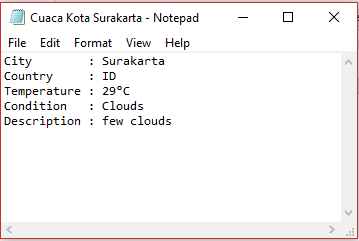 Cuaca Kota Surakarta - Notepad
File Edit Format View Help
City        : Surakarta
Country     : ID
Temperature : 29°C
Condition   : Clouds
Description : few clouds